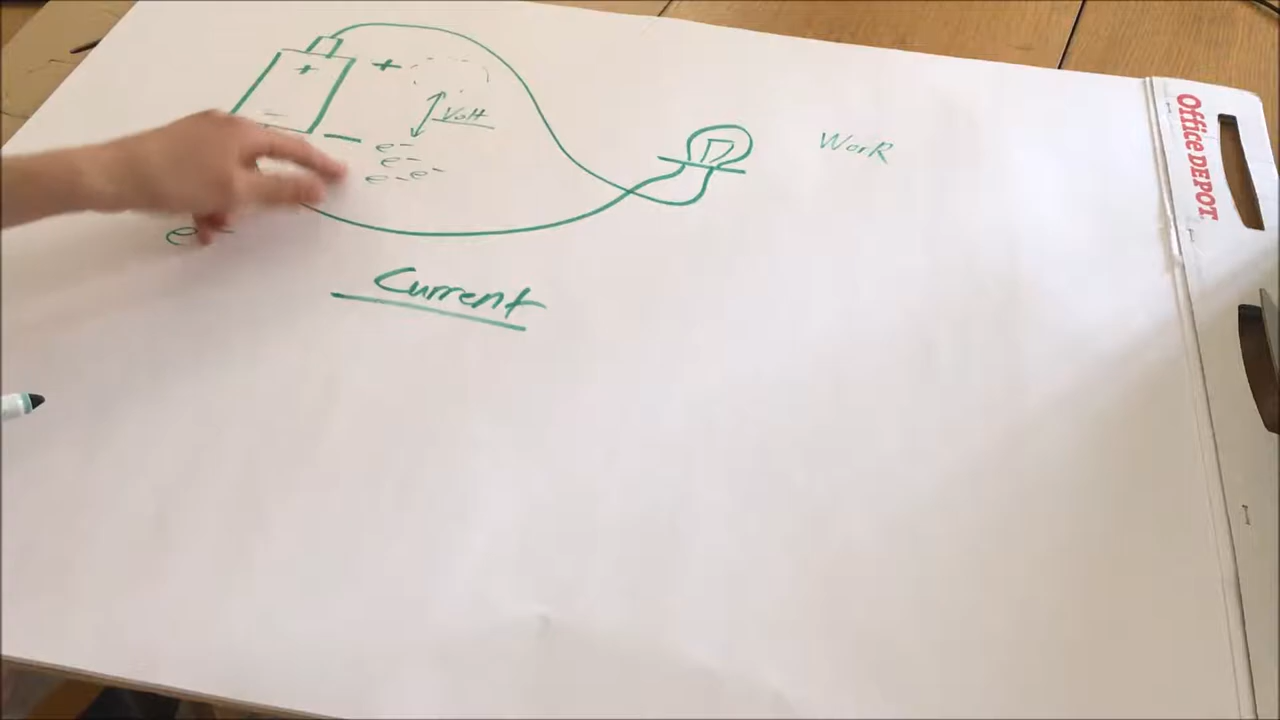 +
+
Volt
-
e-
e-
e- e-
e-
Work
Current
Office DEPOT